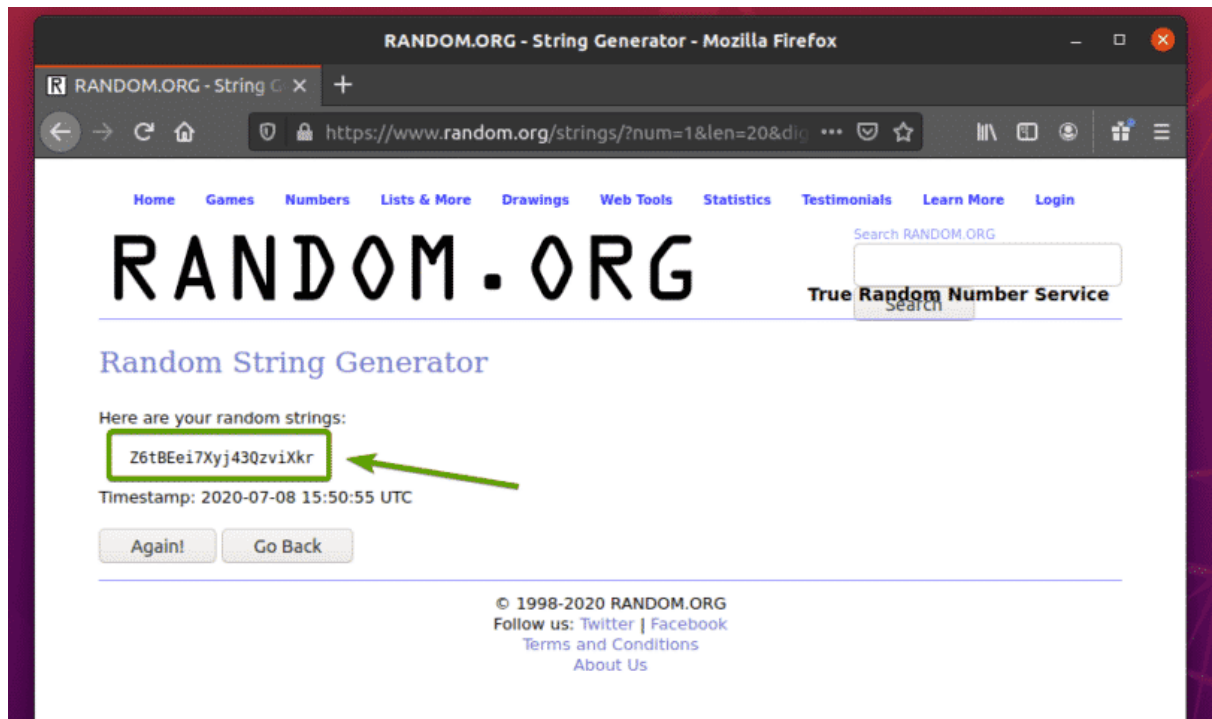 RANDOM.ORG - String Generator - Mozilla Firefox
RANDOM.ORG - String G
https://www.random.org/strings/?num=1&len=20&dig
Home Games Numbers Lists & More Drawings Web Tools Statistics Testimonials Learn More Login
RANDOM.ORG
Search RANDOM.ORG
True Random Number Service
Search
Random String Generator
Here are your random strings:
Z6tBEei7Xyj43QzviXkr
Timestamp: 2020-07-08 15:50:55 UTC
Again! Go Back
© 1998-2020 RANDOM.ORG
Follow us: Twitter | Facebook
Terms and Conditions
About Us